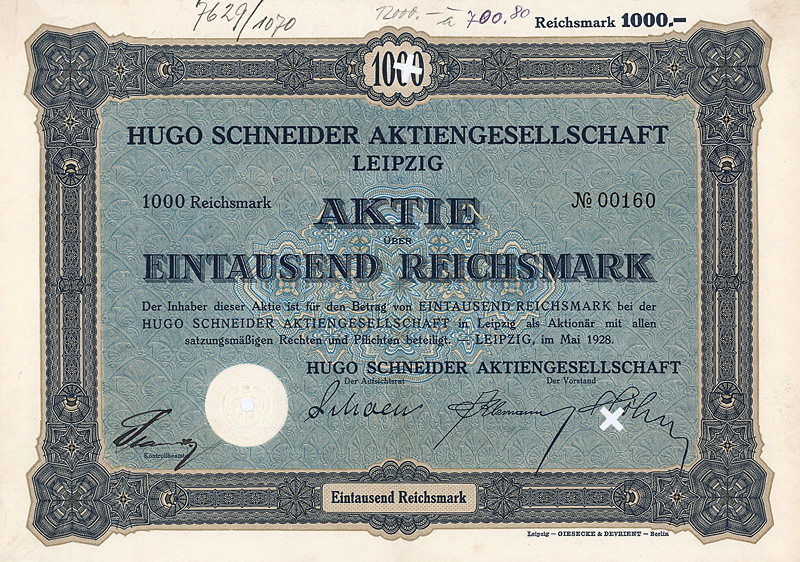 7629/1070
12000.— à 700.80
Reichsmark 1000.—
1000
HUGO SCHNEIDER AKTIENGESELLSCHAFT
LEIPZIG
1000 Reichsmark
№ 00160
AKTIE
ÜBER
EINTAUSEND REICHSMARK
Der Inhaber dieser Aktie ist für den Betrag von EINTAUSEND REICHSMARK bei der
HUGO SCHNEIDER AKTIENGESELLSCHAFT in Leipzig als Aktionär mit allen
satzungsmäßigen Rechten und Pflichten beteiligt. — LEIPZIG, im Mai 1928.
HUGO SCHNEIDER AKTIENGESELLSCHAFT
Der Aufsichtsrat
Der Vorstand
Kontrollbeamter
Eintausend Reichsmark
Leipzig — GIESECKE & DEVRIENT — Berlin